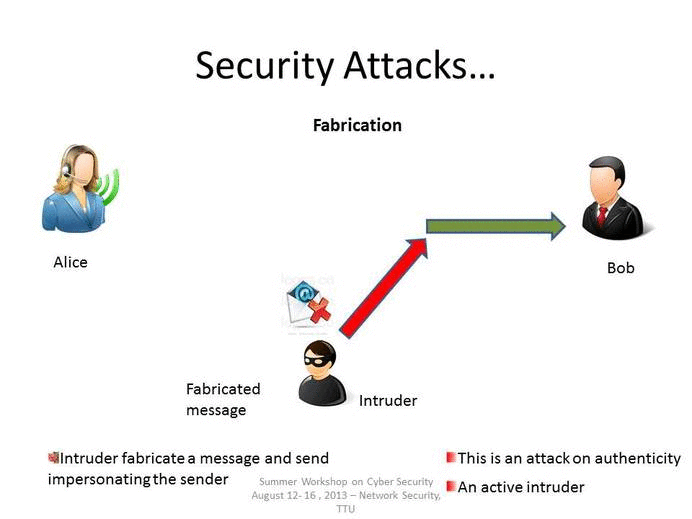 Security Attacks...
Fabrication
Alice
Bob
Fabricated
message
Intruder
Intruder fabricate a message and send
impersonating the sender
This is an attack on authenticity
An active intruder
Summer Workshop on Cyber Security
August 12- 16 , 2013 – Network Security,
TTU